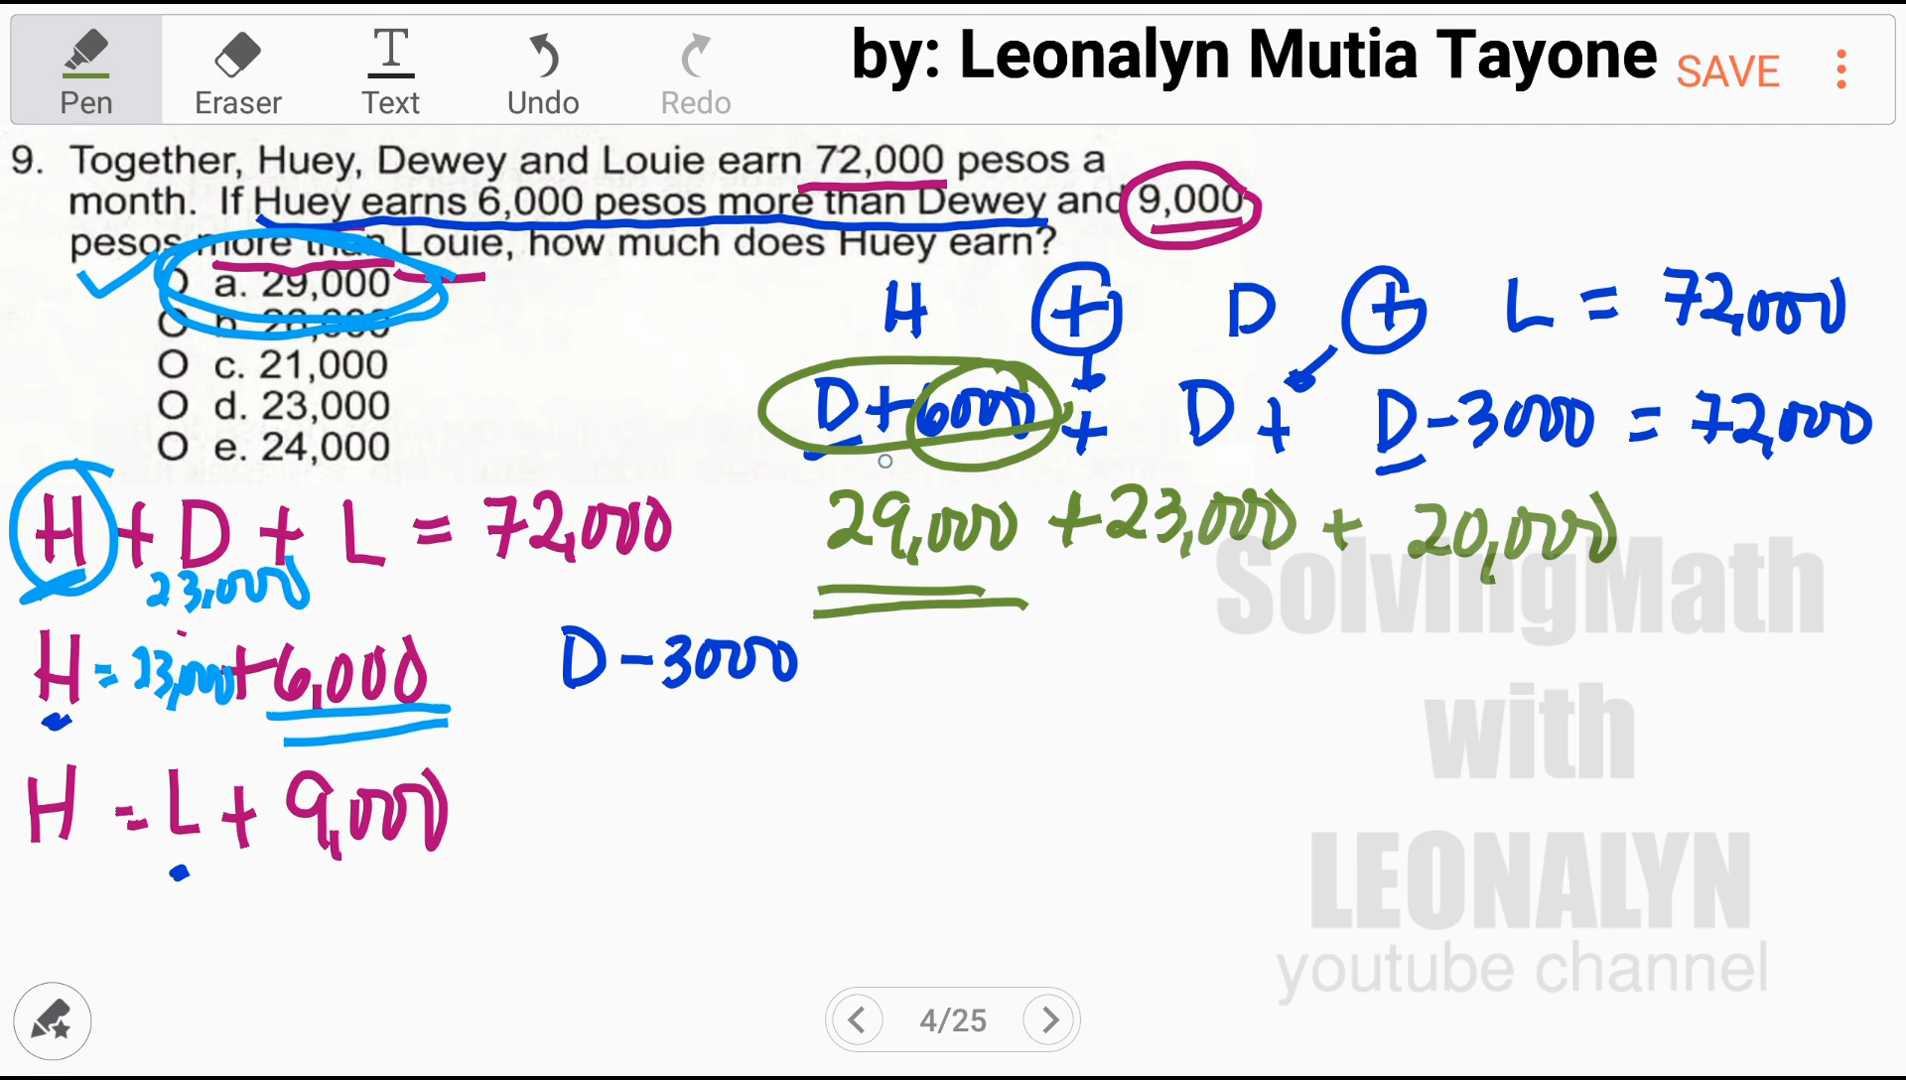 Pen
Eraser
Text
Undo
Redo
by: Leonalyn Mutia Tayone
SAVE
9. Together, Huey, Dewey and Louie earn 72,000 pesos a
month. If Huey earns 6,000 pesos more than Dewey and 9,000
pesos more than Louie, how much does Huey earn?
a. 29,000
b. 20,000
O c. 21,000
O d. 23,000
O e. 24,000
H + D + L = 72,000
D+6000 + D + D-3000 = 72,000
29,000 + 23,000 + 20,000
H + D + L = 72,000
23,000
H = 23,000 + 6,000
D - 3000
H = L + 9,000
SolvingMath
with
LEONALYN
youtube channel
4/25